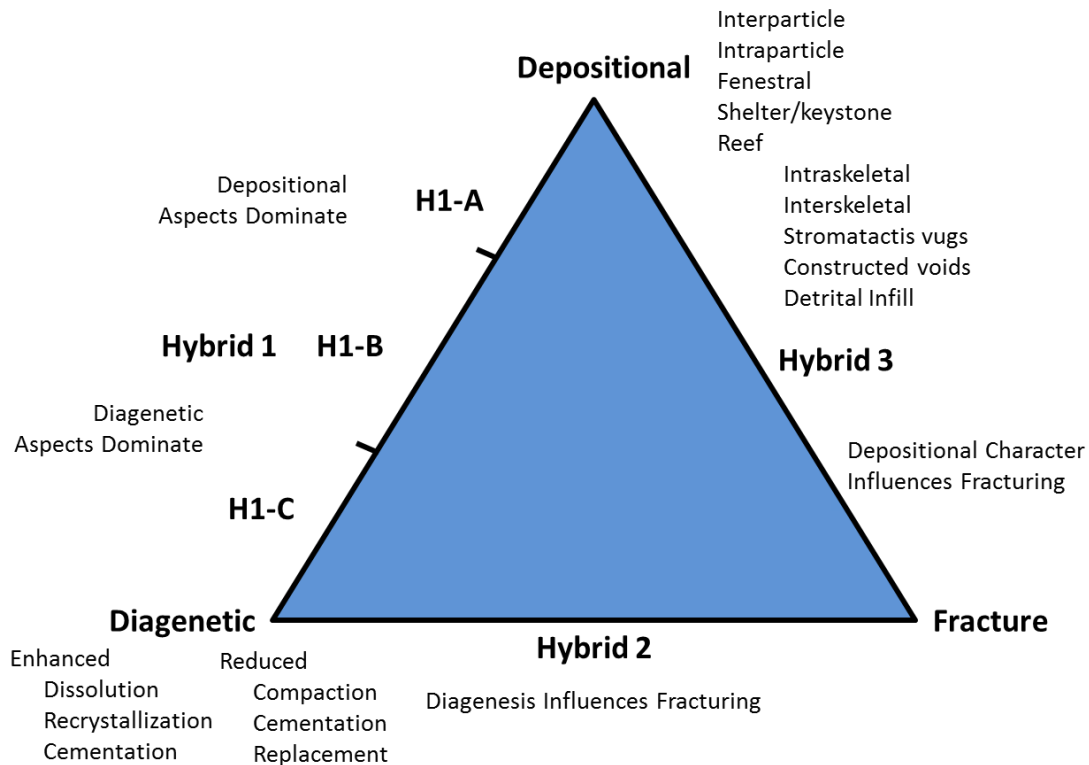 Depositional
Interparticle
Intraparticle
Fenestral
Shelter/keystone
Reef
Intraskeletal
Interskeletal
Stromatactis vugs
Constructed voids
Detrital Infill
Depositional
Aspects Dominate
H1-A
Hybrid 1
H1-B
Hybrid 3
Diagenetic
Aspects Dominate
Depositional Character
Influences Fracturing
H1-C
Diagenetic
Enhanced
Dissolution
Recrystallization
Cementation
Reduced
Compaction
Cementation
Replacement
Hybrid 2
Diagenesis Influences Fracturing
Fracture